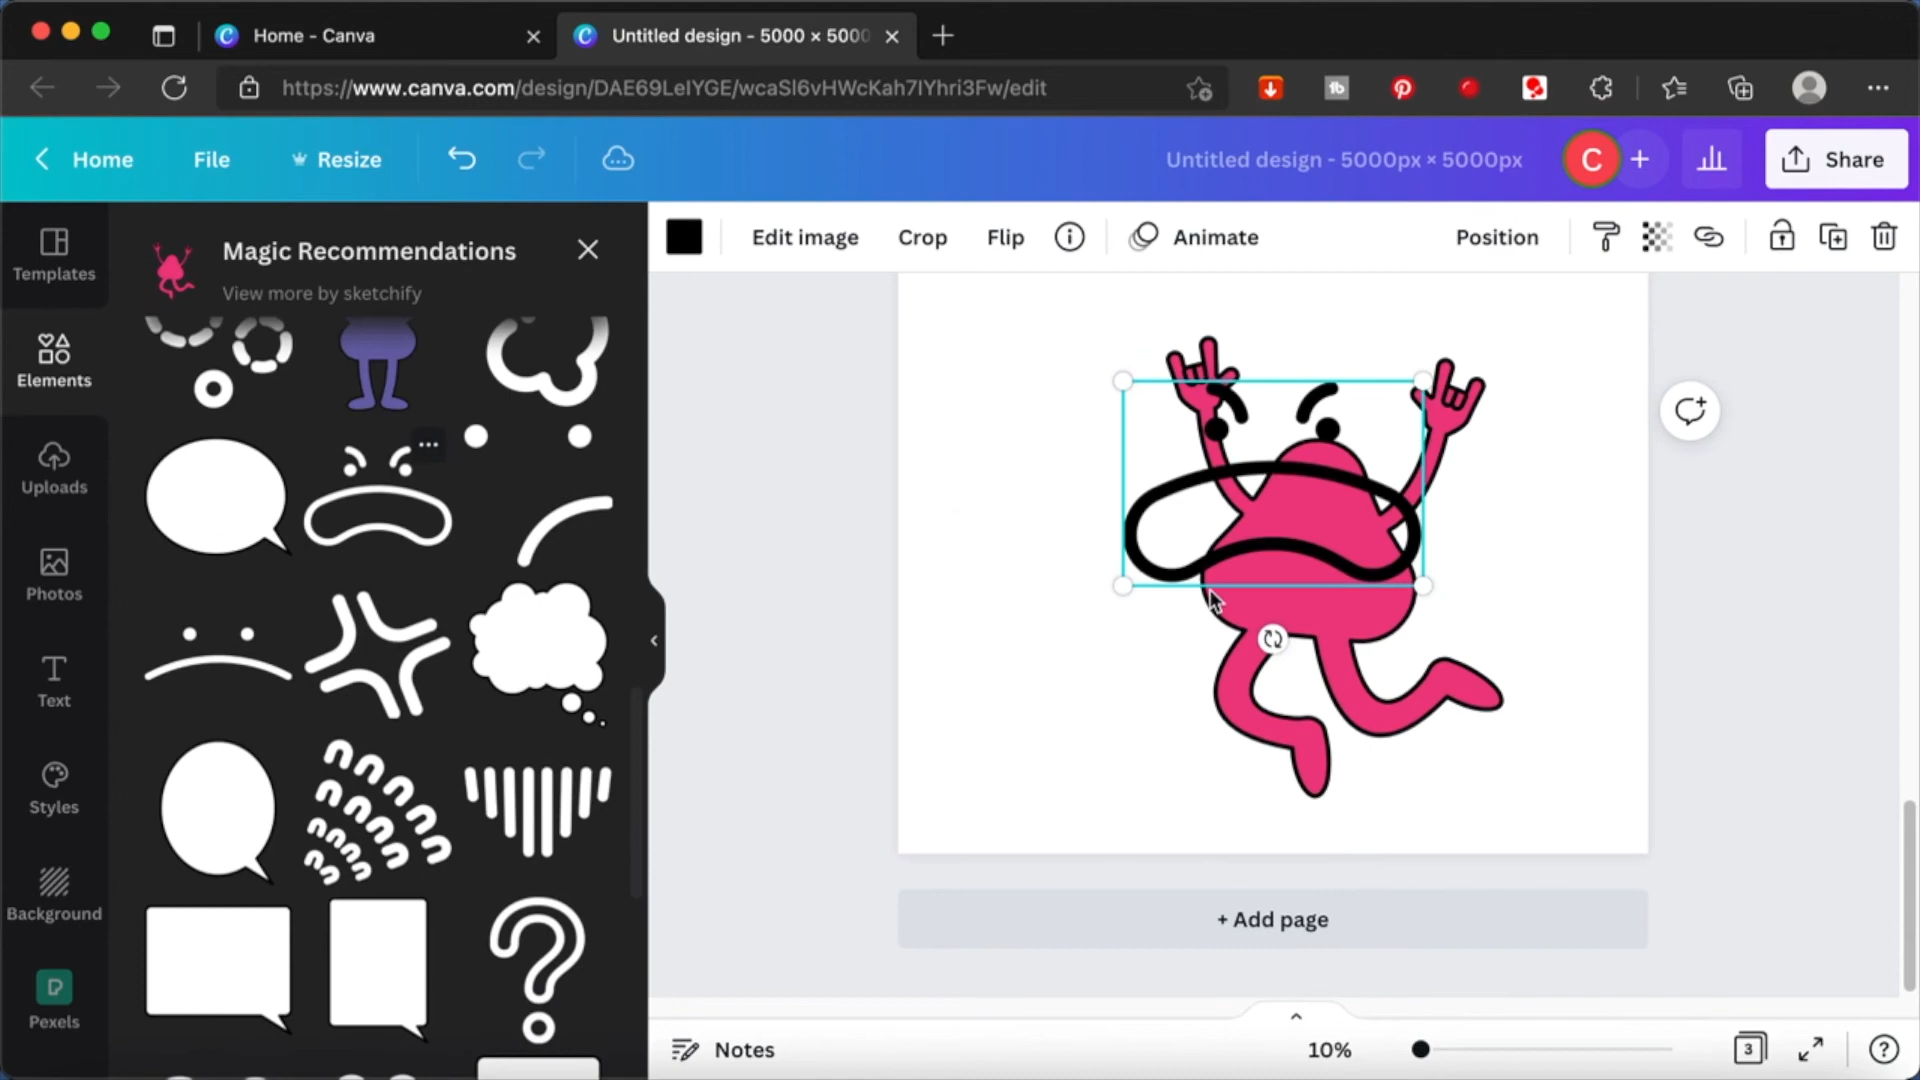 Home - Canva
Untitled design - 5000 × 5000
https://www.canva.com/design/DAE69LeIYGE/wcaSl6vHWcKah7IYhri3Fw/edit
Home
File
Resize
Untitled design - 5000px × 5000px
C
+
Share
Templates
Elements
Uploads
Photos
Text
Styles
Background
Pexels
Magic Recommendations
View more by sketchify
Edit image
Crop
Flip
Animate
Position
+ Add page
Notes
10%
3
?